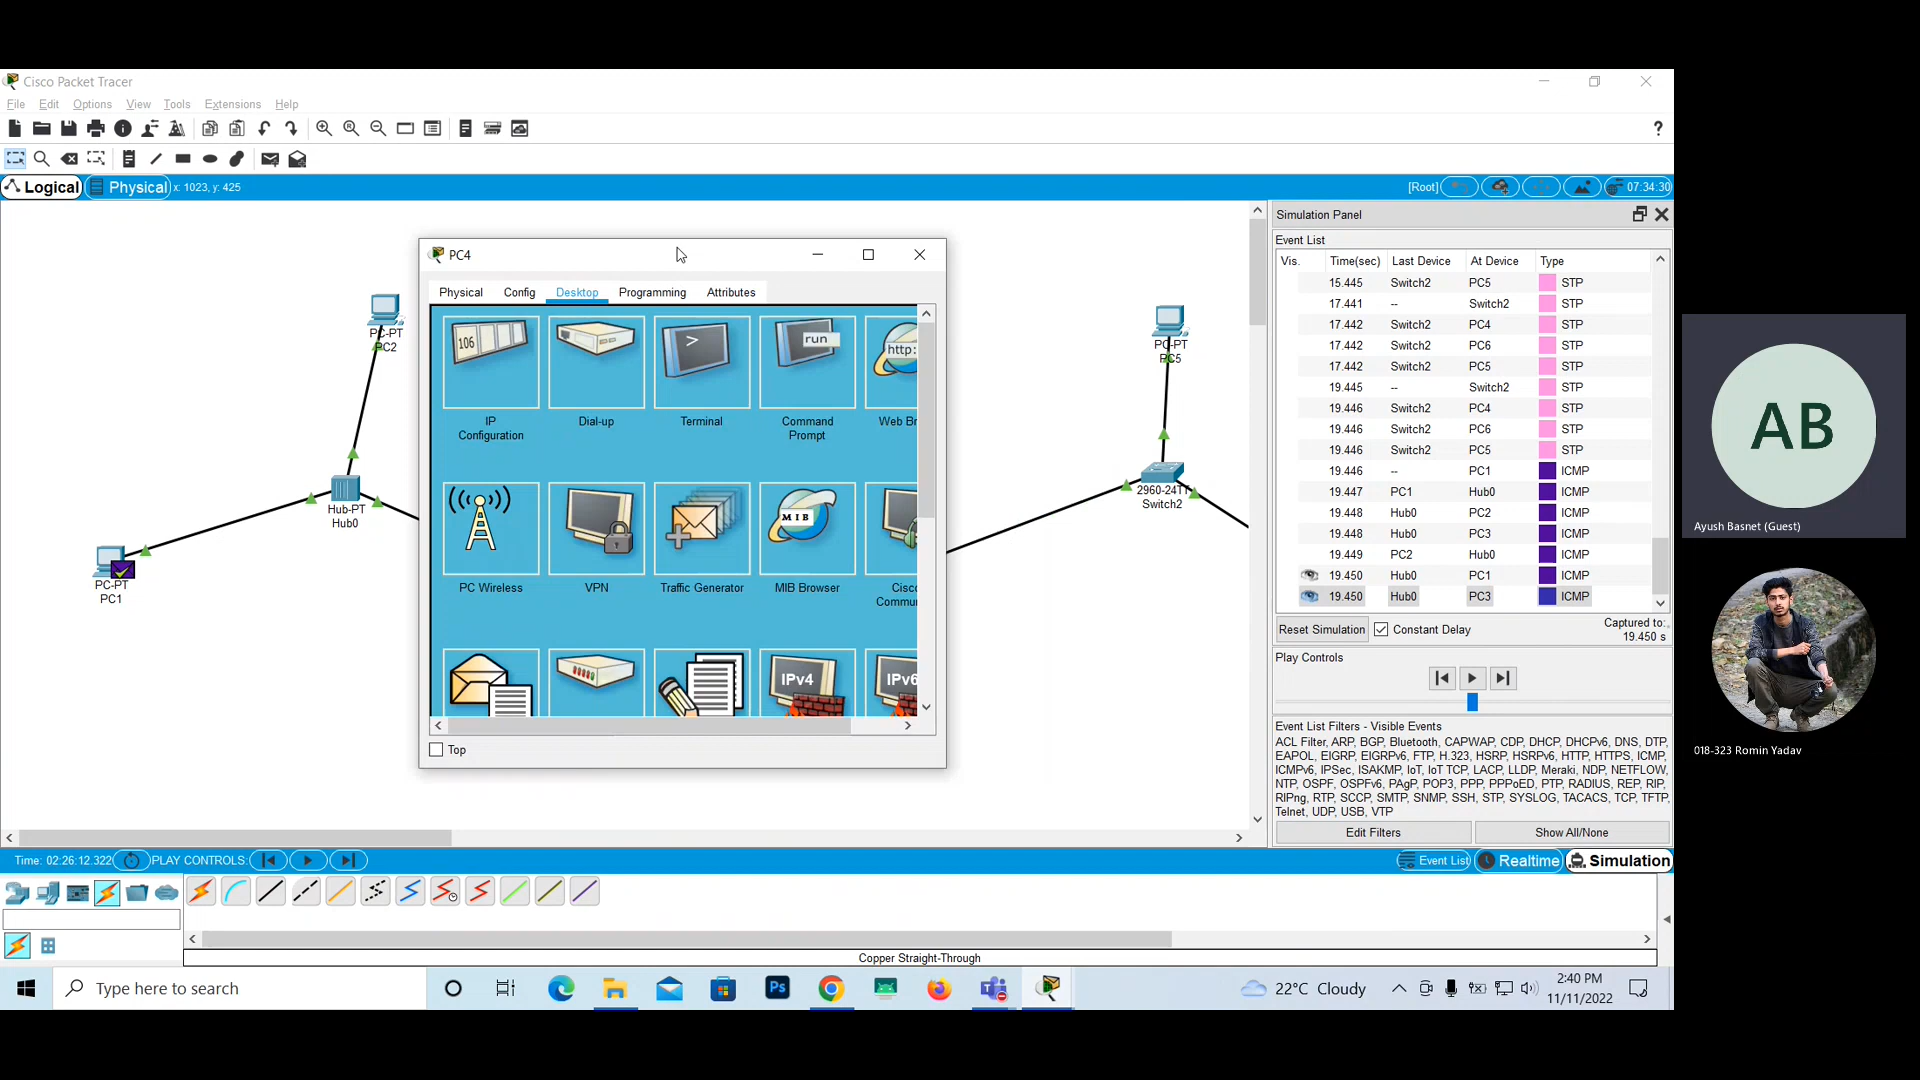 Cisco Packet Tracer
File Edit Options View Tools Extensions Help
?
Logical Physical x: 1023, y: 425 [Root] 07:34:30
PC4
Physical Config Desktop Programming Attributes
106
>
run
http:
IP
Configuration
Dial-up
Terminal
Command
Prompt
Web Br
MIB
PC Wireless
VPN
Traffic Generator
MIB Browser
Cisc
Commu
IPv4
IPv6
Top
PC-PT
PC2
Hub-PT
Hub0
PC-PT
PC1
PC-PT
PC5
2960-24TT
Switch2
Simulation Panel
Event List
Vis. Time(sec) Last Device At Device Type
15.445 Switch2 PC5 STP
17.441 -- Switch2 STP
17.442 Switch2 PC4 STP
17.442 Switch2 PC6 STP
17.442 Switch2 PC5 STP
19.445 -- Switch2 STP
19.446 Switch2 PC4 STP
19.446 Switch2 PC6 STP
19.446 Switch2 PC5 STP
19.446 -- PC1 ICMP
19.447 PC1 Hub0 ICMP
19.448 Hub0 PC2 ICMP
19.448 Hub0 PC3 ICMP
19.449 PC2 Hub0 ICMP
19.450 Hub0 PC1 ICMP
19.450 Hub0 PC3 ICMP
Reset Simulation Constant Delay Captured to:
19.450 s
Play Controls
Event List Filters - Visible Events
ACL Filter, ARP, BGP, Bluetooth, CAPWAP, CDP, DHCP, DHCPv6, DNS, DTP,
EAPOL, EIGRP, EIGRPv6, FTP, H.323, HSRP, HSRPv6, HTTP, HTTPS, ICMP,
ICMPv6, IPSec, ISAKMP, IoT, IoT TCP, LACP, LLDP, Meraki, NDP, NETFLOW,
NTP, OSPF, OSPFv6, PAgP, POP3, PPP, PPPoED, PTP, RADIUS, REP, RIP,
RIPng, RTP, SCCP, SMTP, SNMP, SSH, STP, SYSLOG, TACACS, TCP, TFTP,
Telnet, UDP, USB, VTP
Edit Filters Show All/None
Time: 02:26:12.322 PLAY CONTROLS: Event List Realtime Simulation
Copper Straight-Through
Type here to search
Ps
22°C Cloudy
2:40 PM
11/11/2022
AB
Ayush Basnet (Guest)
018-323 Romin Yadav